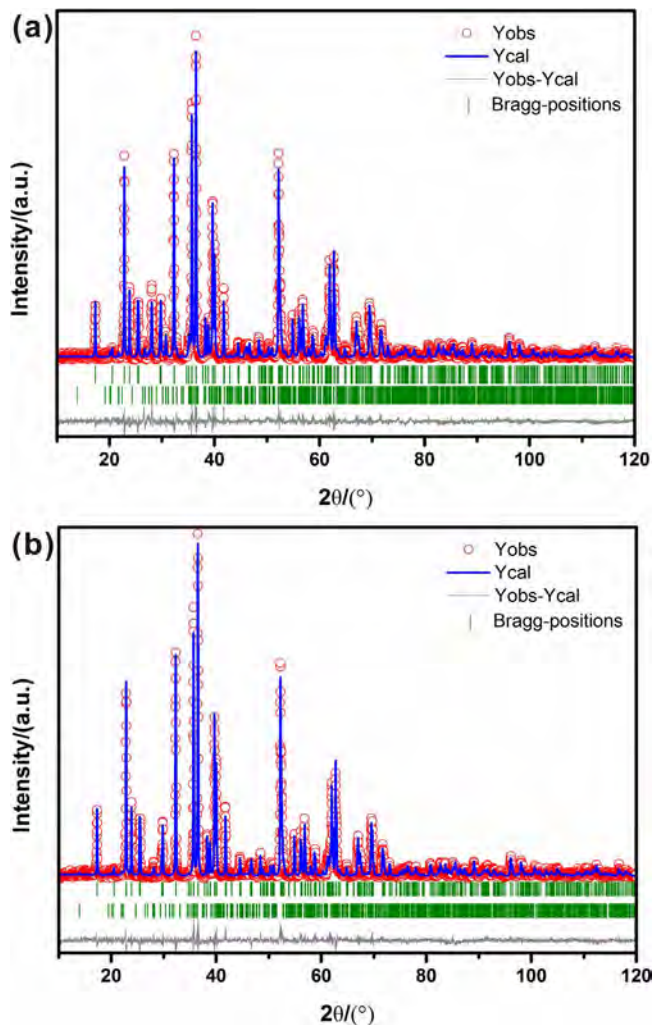 (a)
Yobs
Ycal
Yobs-Ycal
Bragg-positions
Intensity/(a.u.)
20 40 60 80 100 120
2θ/(°)
(b)
Yobs
Ycal
Yobs-Ycal
Bragg-positions
Intensity/(a.u.)
20 40 60 80 100 120
2θ/(°)